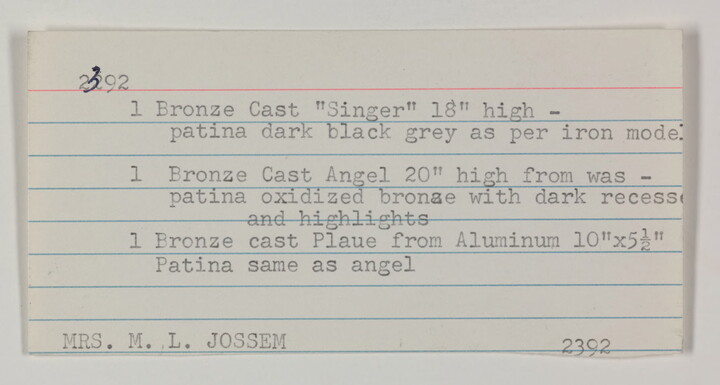 2392
1 Bronze Cast "Singer" 18" high -
patina dark black grey as per iron model
1 Bronze Cast Angel 20" high from was -
patina oxidized bronze with dark recesse
and highlights
1 Bronze cast Plaue from Aluminum 10"x5½"
Patina same as angel
MRS. M. L. JOSSEM
2392